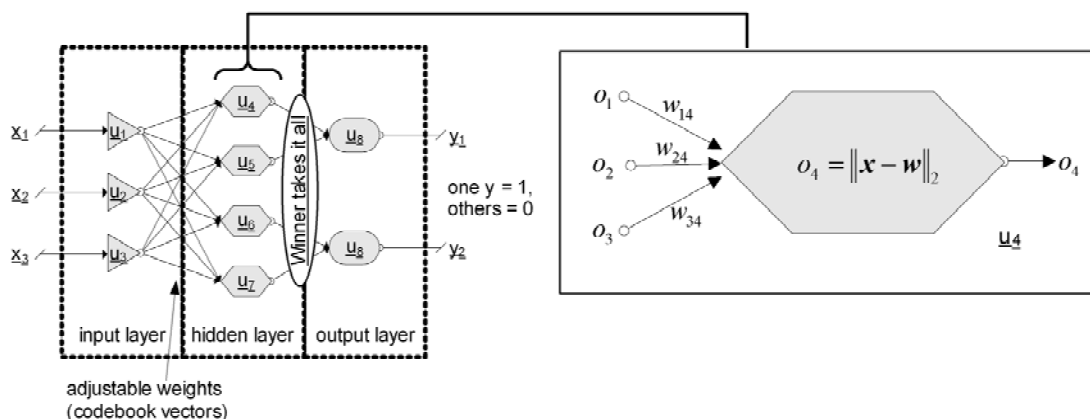 x1
x2
x3
u1
u2
u3
u4
u5
u6
u7
Winner takes it all
u8
u8
y1
y2
one y = 1,
others = 0
input layer
hidden layer
output layer
adjustable weights
(codebook vectors)
o1
o2
o3
w14
w24
w34
o4 = ||x − w||2
o4
u4